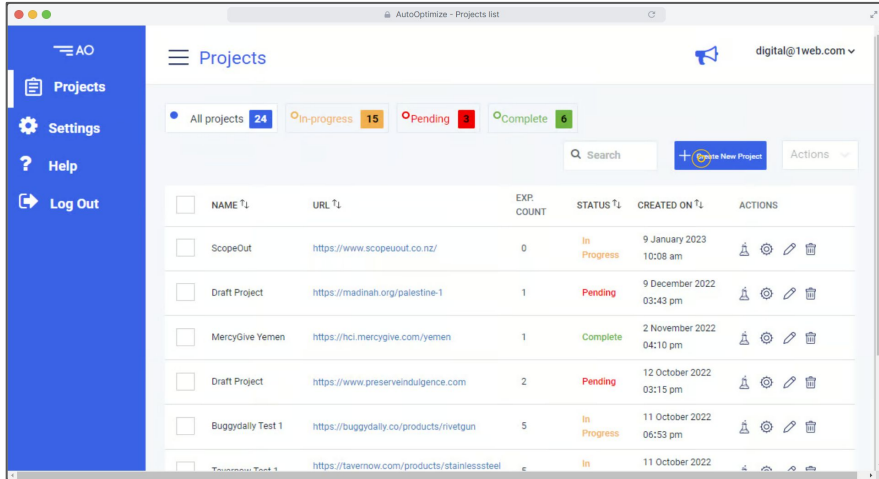 AutoOptimize - Projects list
AO
Projects
Settings
Help
Log Out
Projects
digital@1web.com
All projects 24
In-progress 15
Pending 3
Complete 6
Search
Create New Project
Actions
NAME
URL
EXP. COUNT
STATUS
CREATED ON
ACTIONS
ScopeOut https://www.scopeuout.co.nz/ 0 In Progress 9 January 2023 10:08 am
Draft Project https://madinah.org/palestine-1 1 Pending 9 December 2022 03:43 pm
MercyGive Yemen https://hci.mercygive.com/yemen 1 Complete 2 November 2022 04:10 pm
Draft Project https://www.preserveindulgence.com 2 Pending 12 October 2022 03:15 pm
Buggydally Test 1 https://buggydally.co/products/rivetgun 5 In Progress 11 October 2022 06:53 pm
Tavernow Test 1 https://tavernow.com/products/stainlesssteel 5 In 11 October 2022